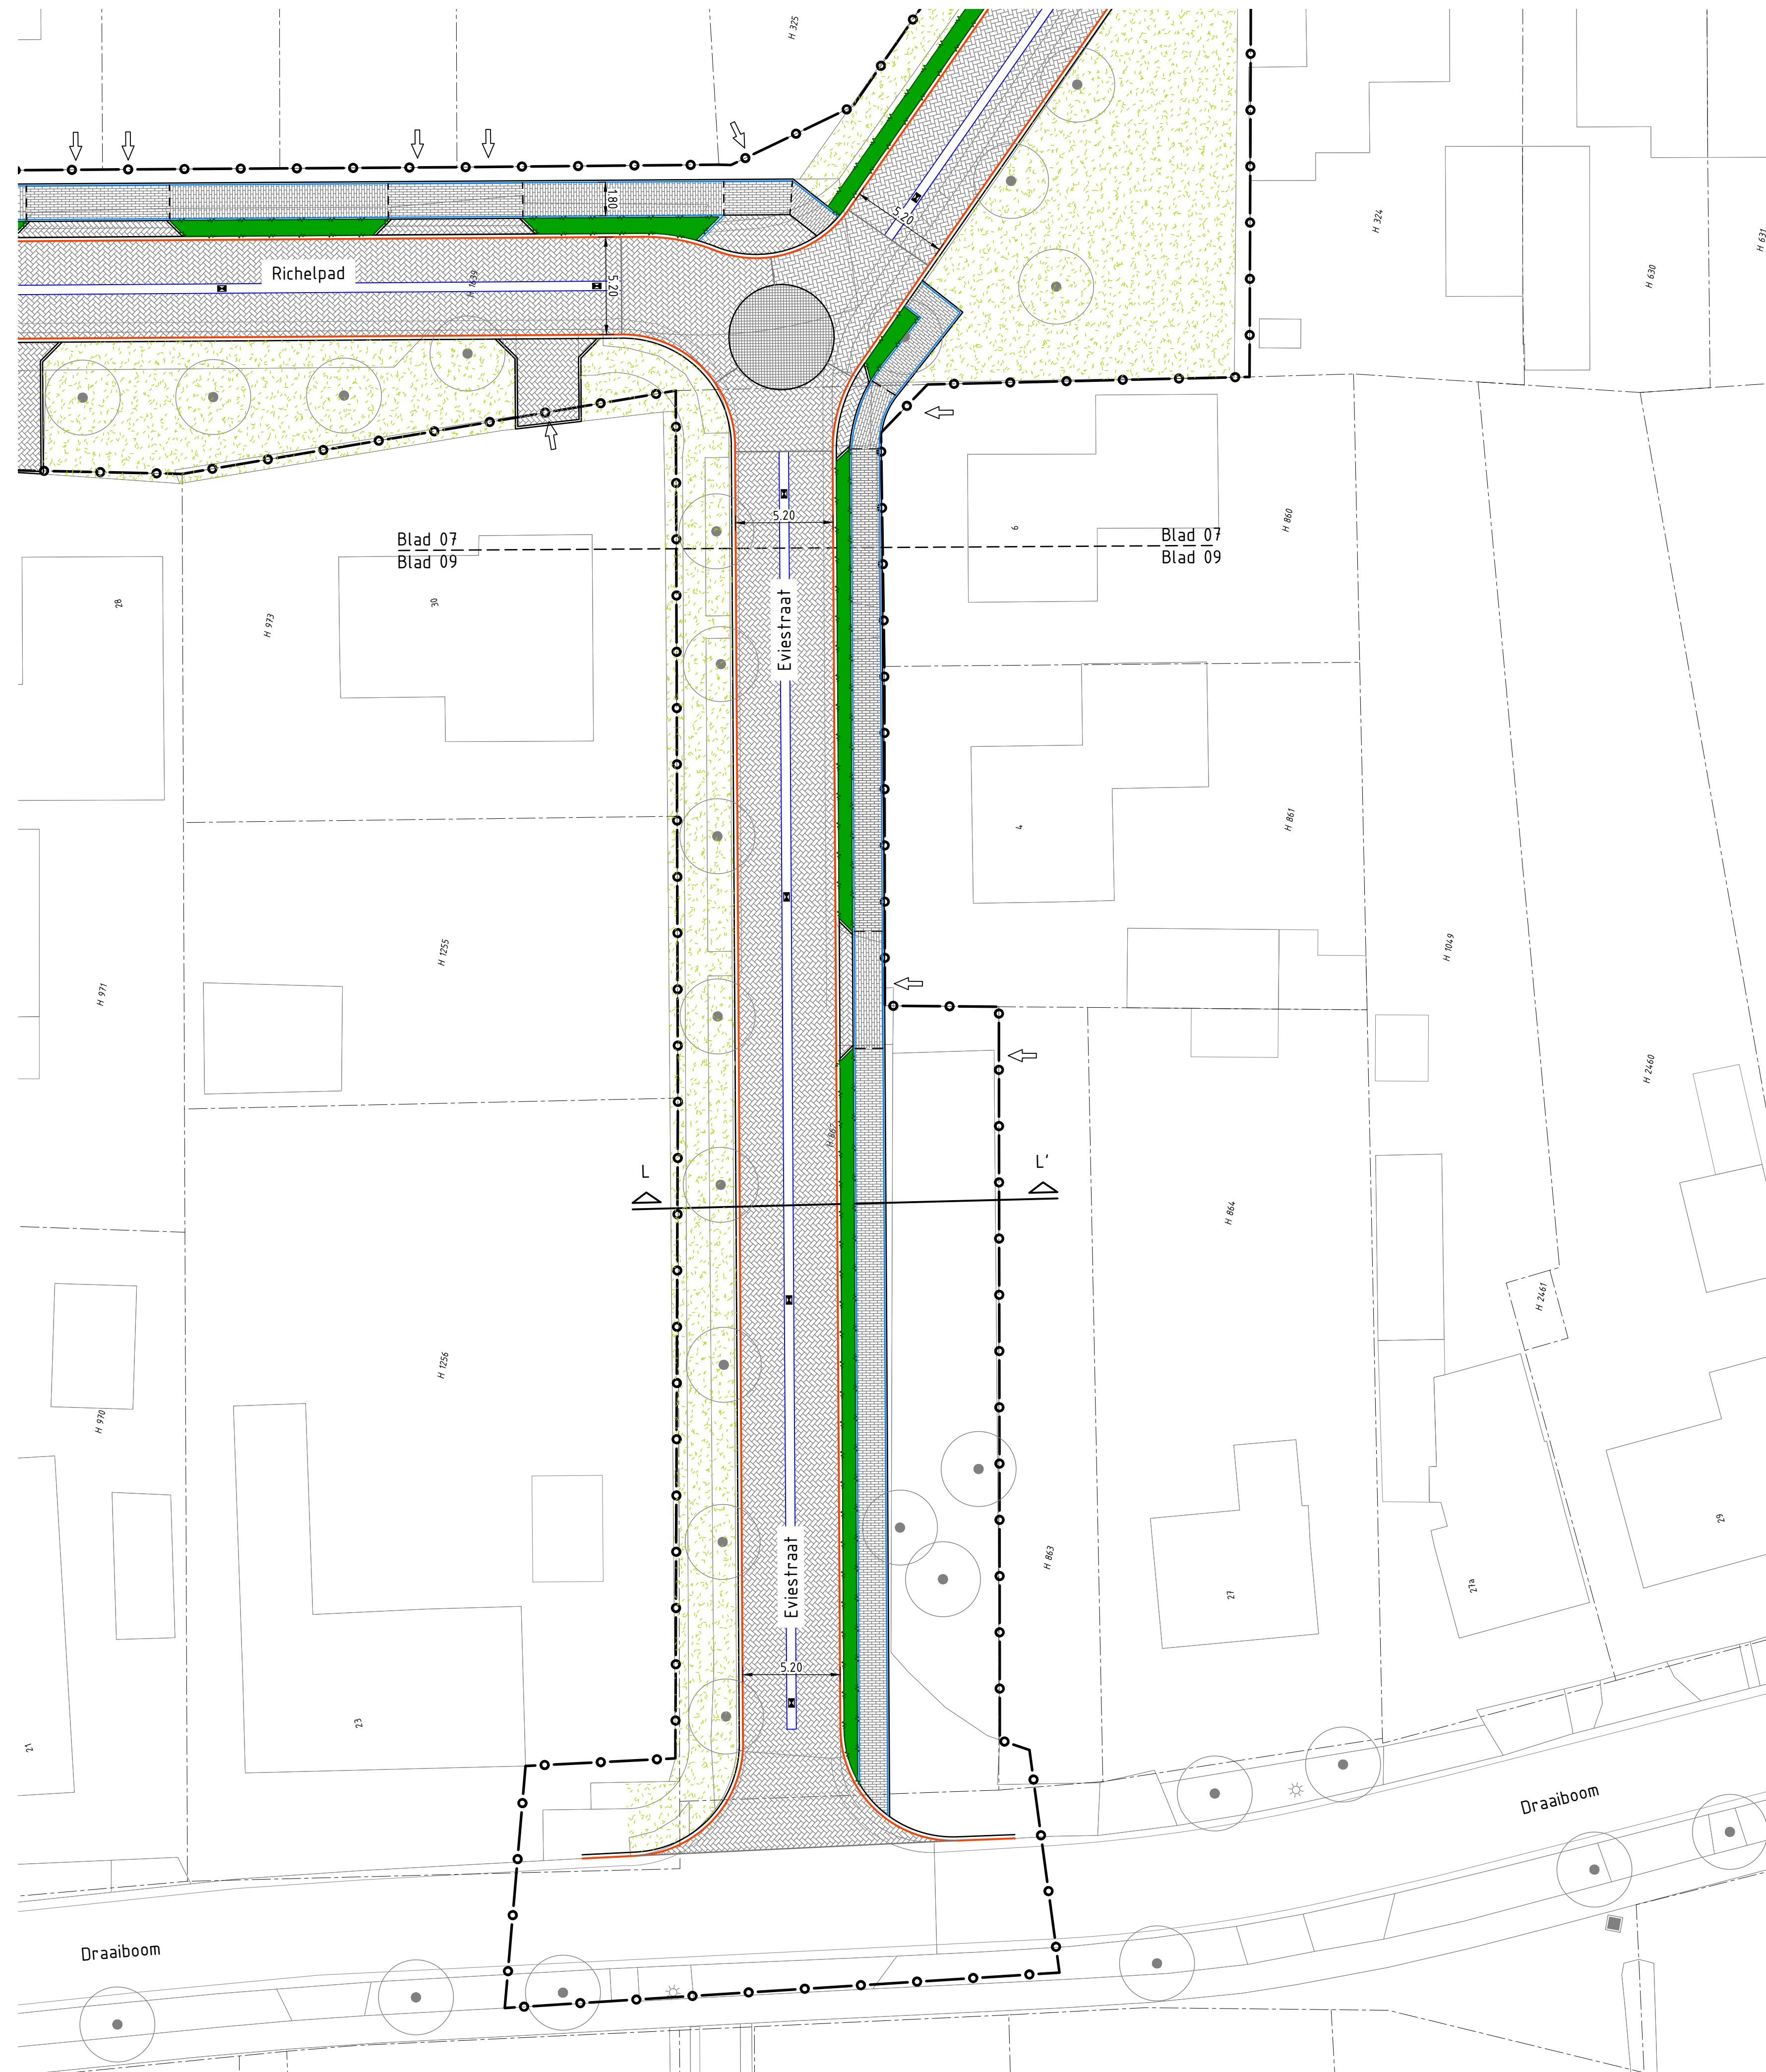 H 325
H 324
H 631
H 630
1.80
5.20
Richelpad
H 1639
5.20
5.20
Blad 07
Blad 07
Blad 09
Blad 09
6
H 860
28
30
H 973
Eviestraat
4
H 861
H 1255
H 1049
H 971
H 2460
H 862
L
L'
H 864
H 2461
H 1256
H 970
H 863
Eviestraat
27
27a
29
5.20
23
21
Draaiboom
Draaiboom